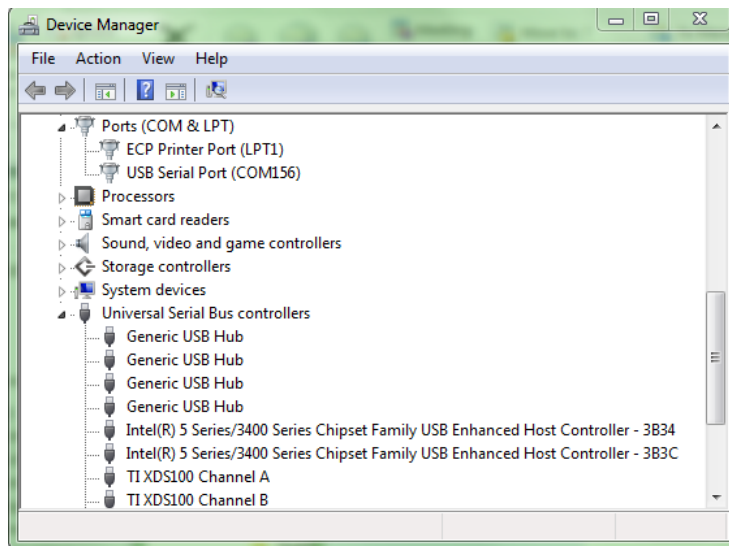 Device Manager
File Action View Help
Ports (COM & LPT)
ECP Printer Port (LPT1)
USB Serial Port (COM156)
Processors
Smart card readers
Sound, video and game controllers
Storage controllers
System devices
Universal Serial Bus controllers
Generic USB Hub
Generic USB Hub
Generic USB Hub
Generic USB Hub
Intel(R) 5 Series/3400 Series Chipset Family USB Enhanced Host Controller - 3B34
Intel(R) 5 Series/3400 Series Chipset Family USB Enhanced Host Controller - 3B3C
TI XDS100 Channel A
TI XDS100 Channel B